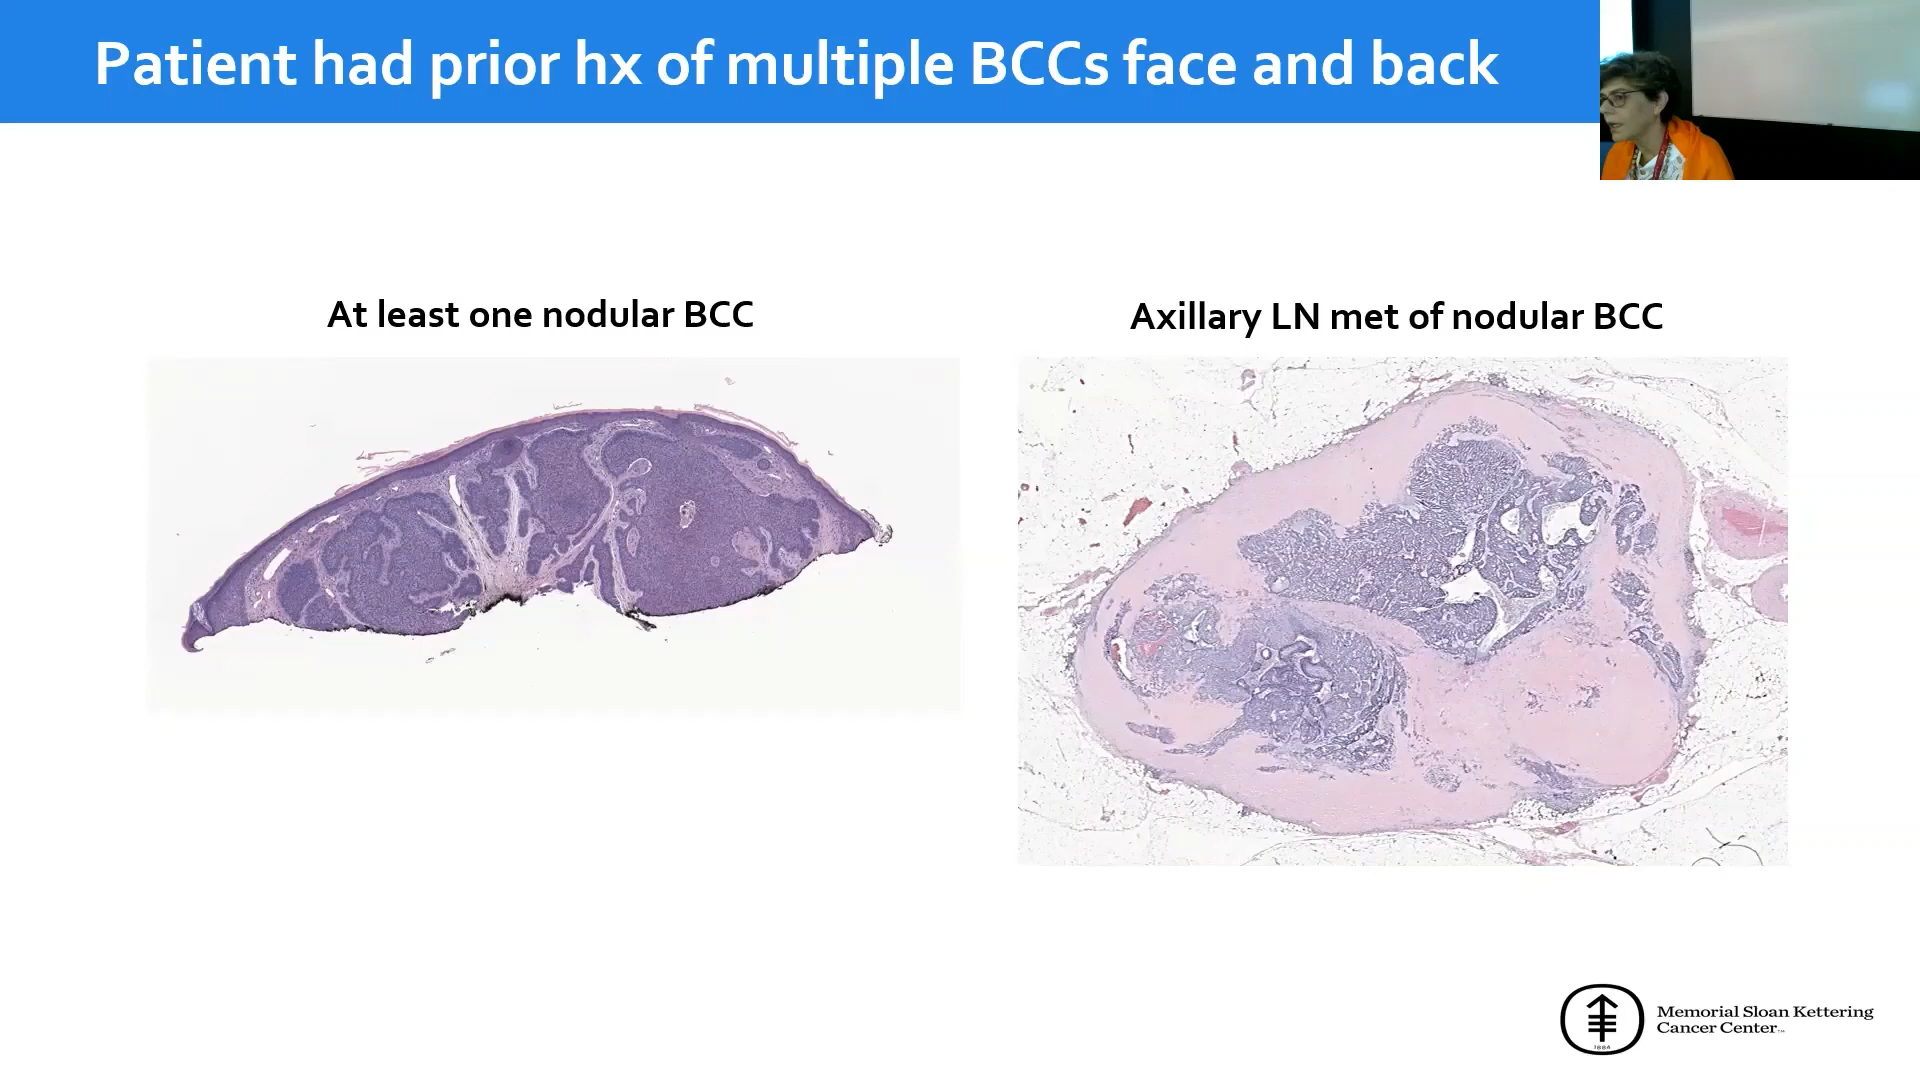 Patient had prior hx of multiple BCCs face and back
At least one nodular BCC
Axillary LN met of nodular BCC
Memorial Sloan Kettering
Cancer Center
1884